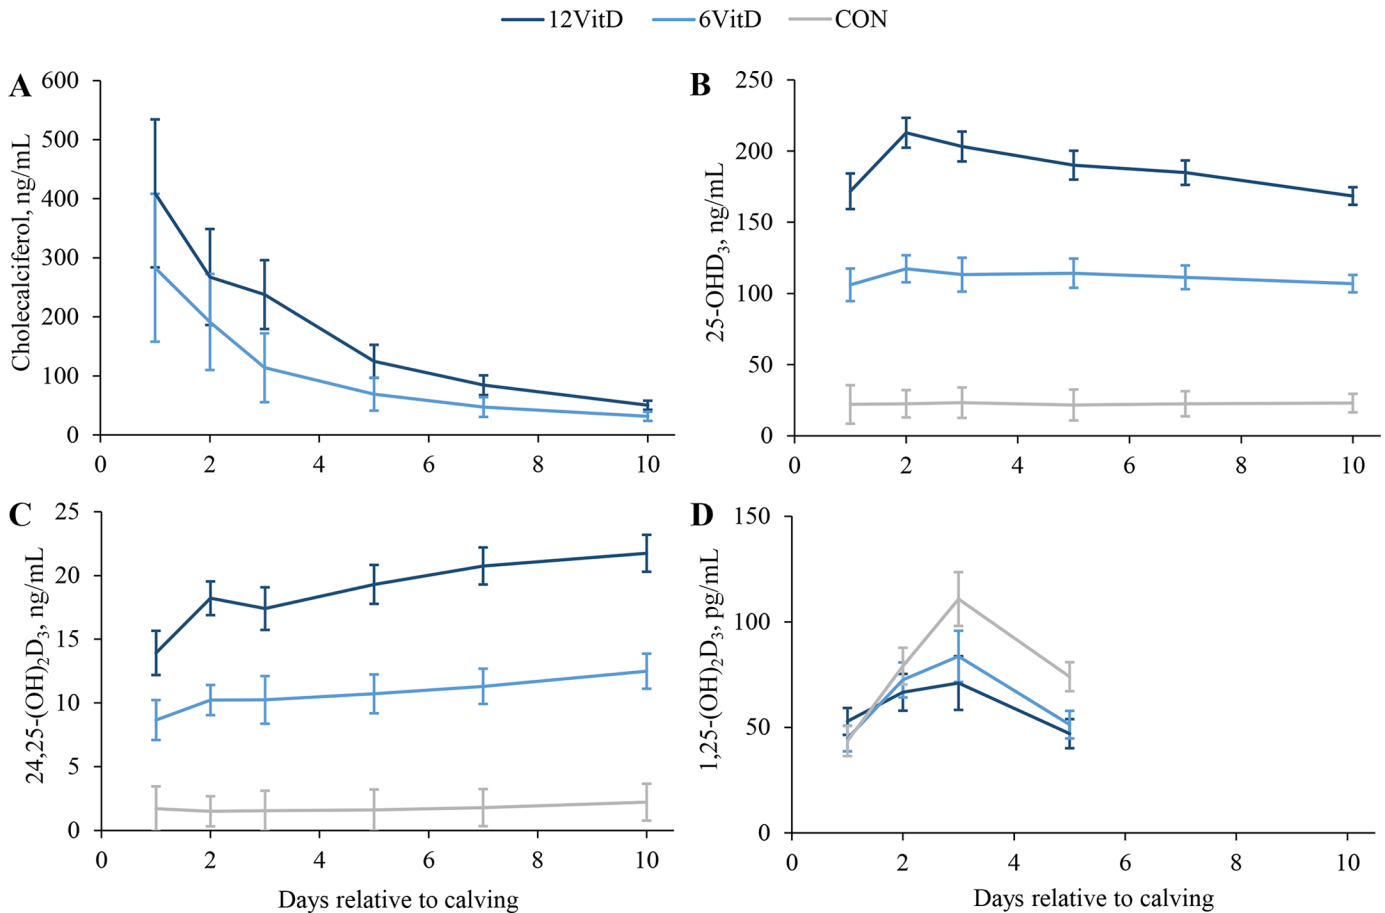 12VitD 6VitD CON
A
Cholecalciferol, ng/mL
600
500
400
300
200
100
0
0 2 4 6 8 10
B
25-OHD₃, ng/mL
250
200
150
100
50
0
0 2 4 6 8 10
C
24,25-(OH)₂D₃, ng/mL
25
20
15
10
5
0
0 2 4 6 8 10
Days relative to calving
D
1,25-(OH)₂D₃, pg/mL
150
100
50
0
0 2 4 6 8 10
Days relative to calving